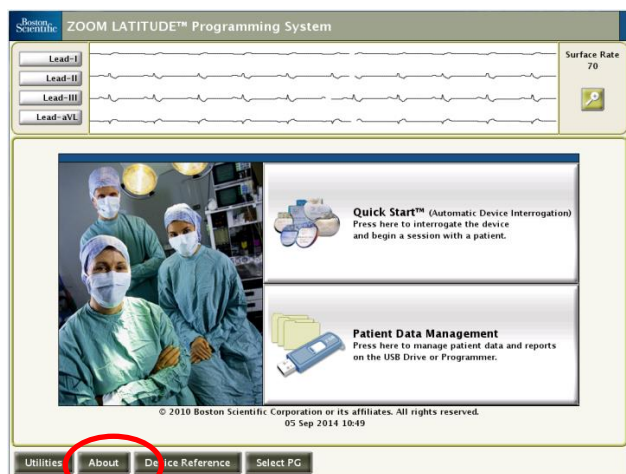 Boston Scientific ZOOM LATITUDE™ Programming System
Lead-I
Lead-II
Lead-III
Lead-aVL
Surface Rate
70
Quick Start™ (Automatic Device Interrogation)
Press here to interrogate the device
and begin a session with a patient.
Patient Data Management
Press here to manage patient data and reports
on the USB Drive or Programmer.
© 2010 Boston Scientific Corporation or its affiliates. All rights reserved.
05 Sep 2014 10:49
Utilities About Device Reference Select PG